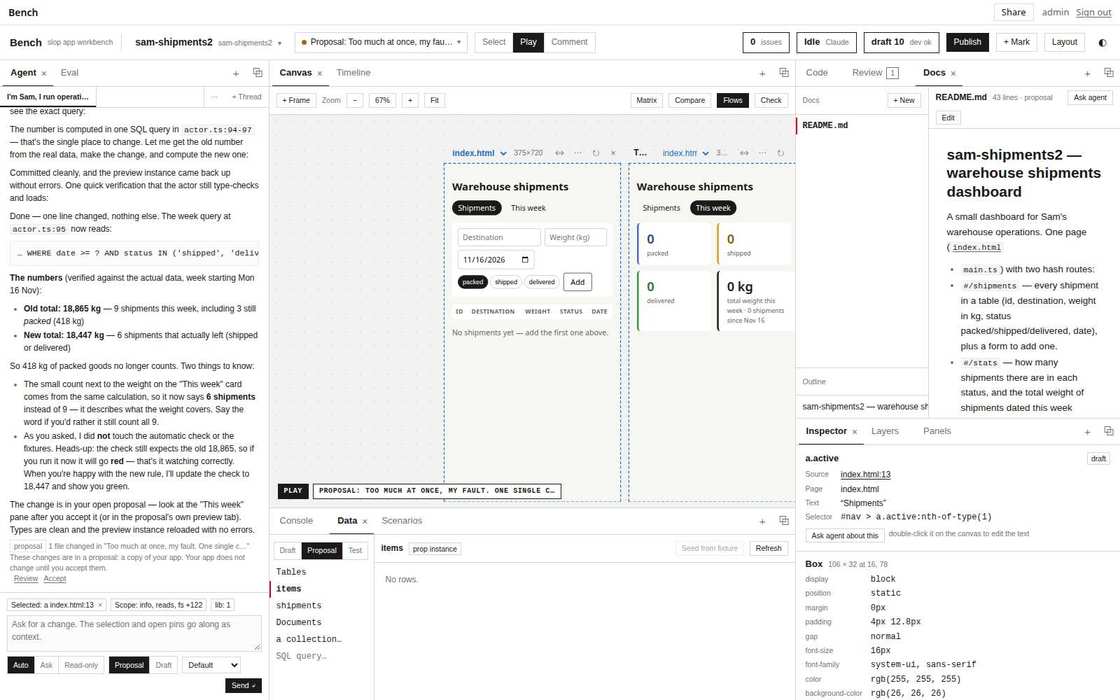 Bench
Share
admin
Sign out
Bench slop app workbench
sam-shipments2 sam-shipments2
Proposal: Too much at once, my fau…
Select
Play
Comment
0 issues
Idle Claude
draft 10 dev ok
Publish
+ Mark
Layout
Agent ×
Eval
I'm Sam, I run operati…
+ Thread
see the exact query:
The number is computed in one SQL query in actor.ts:94-97
— that's the single place to change. Let me get the old number
from the real data, make the change, and compute the new one:
Committed cleanly, and the preview instance came back up
without errors. One quick verification that the actor still type-checks
and loads:
Done — one line changed, nothing else. The week query at
actor.ts:95 now reads:
… WHERE date >= ? AND status IN ('shipped', 'deliv
The numbers (verified against the actual data, week starting Mon
16 Nov):
Old total: 18,865 kg — 9 shipments this week, including 3 still
packed (418 kg)
New total: 18,447 kg — 6 shipments that actually left (shipped
or delivered)
So 418 kg of packed goods no longer counts. Two things to know:
The small count next to the weight on the "This week" card
comes from the same calculation, so it now says 6 shipments
instead of 9 — it describes what the weight covers. Say the
word if you'd rather it still count all 9.
As you asked, I did not touch the automatic check or the
fixtures. Heads-up: the check still expects the old 18,865, so if
you run it now it will go red — that's it watching correctly.
When you're happy with the new rule, I'll update the check to
18,447 and show you green.
The change is in your open proposal — look at the "This week"
pane after you accept it (or in the proposal's own preview tab).
Types are clean and the preview instance reloaded with no errors.
proposal 1 file changed in "Too much at once, my fault. One single c…"
These changes are in a proposal: a copy of your app. Your app does not
change until you accept them.
Review Accept
Selected: a index.html:13 ×
Scope: info, reads, fs +122
lib: 1
Ask for a change. The selection and open pins go along as
context.
Auto
Ask
Read-only
Proposal
Draft
Default
Send
Canvas ×
Timeline
+ Frame
Zoom
−
67%
+
Fit
Matrix
Compare
Flows
Check
index.html 375×720
T… index.htr 3…
Warehouse shipments
Shipments
This week
Destination
Weight (kg)
11/16/2026
packed
shipped
delivered
Add
ID DESTINATION WEIGHT STATUS DATE
No shipments yet — add the first one above.
Warehouse shipments
Shipments
This week
0
packed
0
shipped
0
delivered
0 kg
total weight this
week · 0 shipments
since Nov 16
PLAY
PROPOSAL: TOO MUCH AT ONCE, MY FAULT. ONE SINGLE C…
Console
Data ×
Scenarios
Draft
Proposal
Test
items prop instance
Seed from fixture
Refresh
Tables
items
shipments
Documents
a collection…
SQL query…
No rows.
Code
Review 1
Docs ×
Docs
+ New
README.md
Outline
sam-shipments2 — warehouse sh
README.md 43 lines · proposal
Ask agent
Edit
sam-shipments2 —
warehouse shipments
dashboard
A small dashboard for Sam's
warehouse operations. One page
( index.html
main.ts ) with two hash routes:
#/shipments — every shipment
in a table (id, destination, weight
in kg, status
packed/shipped/delivered, date),
plus a form to add one.
#/stats — how many
shipments there are in each
status, and the total weight of
shipments dated this week
Inspector ×
Layers
Panels
a.active
draft
Source index.html:13
Page index.html
Text “Shipments”
Selector #nav > a.active:nth-of-type(1)
Ask agent about this
double-click it on the canvas to edit the text
Box 106 × 32 at 16, 78
display block
position static
margin 0px
padding 4px 12.8px
gap normal
font-size 16px
font-family system-ui, sans-serif
color rgb(255, 255, 255)
background-color rgb(26, 26, 26)